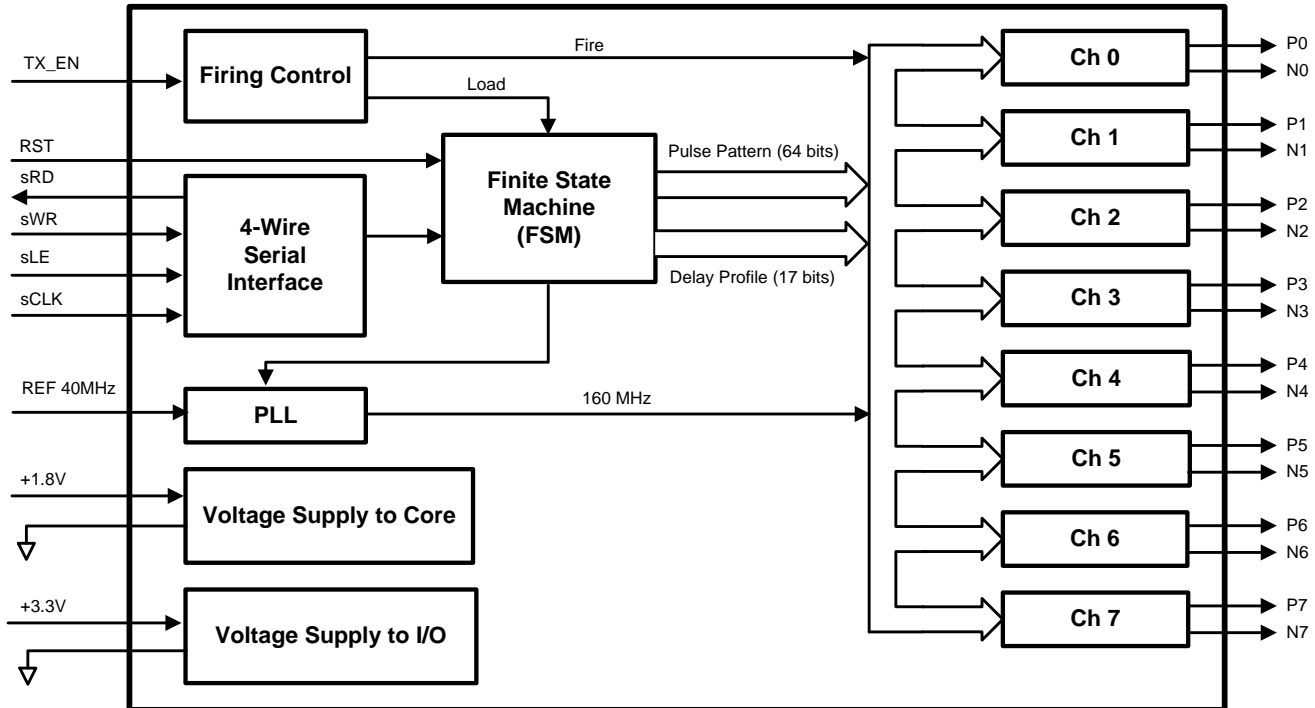 TX_EN
RST
sRD
sWR
sLE
sCLK
REF 40MHz
+1.8V
+3.3V
Firing Control
Fire
Load
4-Wire
Serial
Interface
Finite State
Machine
(FSM)
Pulse Pattern (64 bits)
Delay Profile (17 bits)
PLL
160 MHz
Voltage Supply to Core
Voltage Supply to I/O
Ch 0
P0
N0
Ch 1
P1
N1
Ch 2
P2
N2
Ch 3
P3
N3
Ch 4
P4
N4
Ch 5
P5
N5
Ch 6
P6
N6
Ch 7
P7
N7